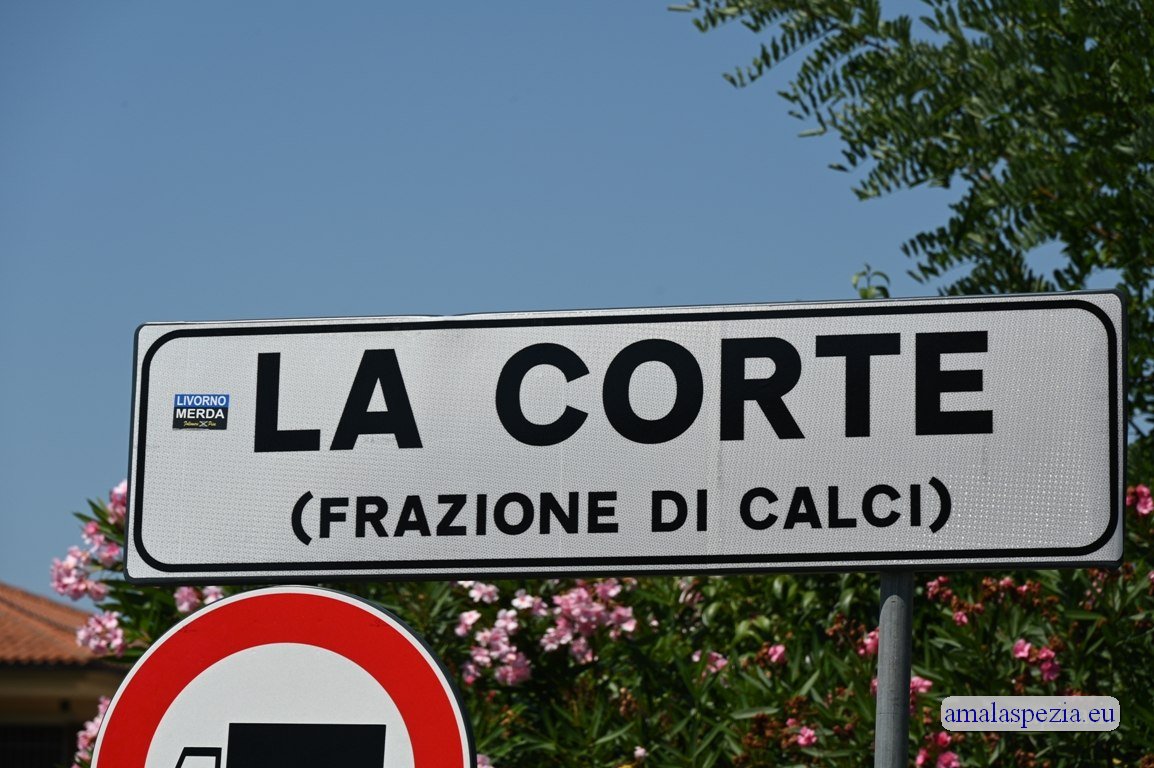 LA CORTE
(FRAZIONE DI CALCI)
LIVORNO
MERDA
amalaspezia.eu